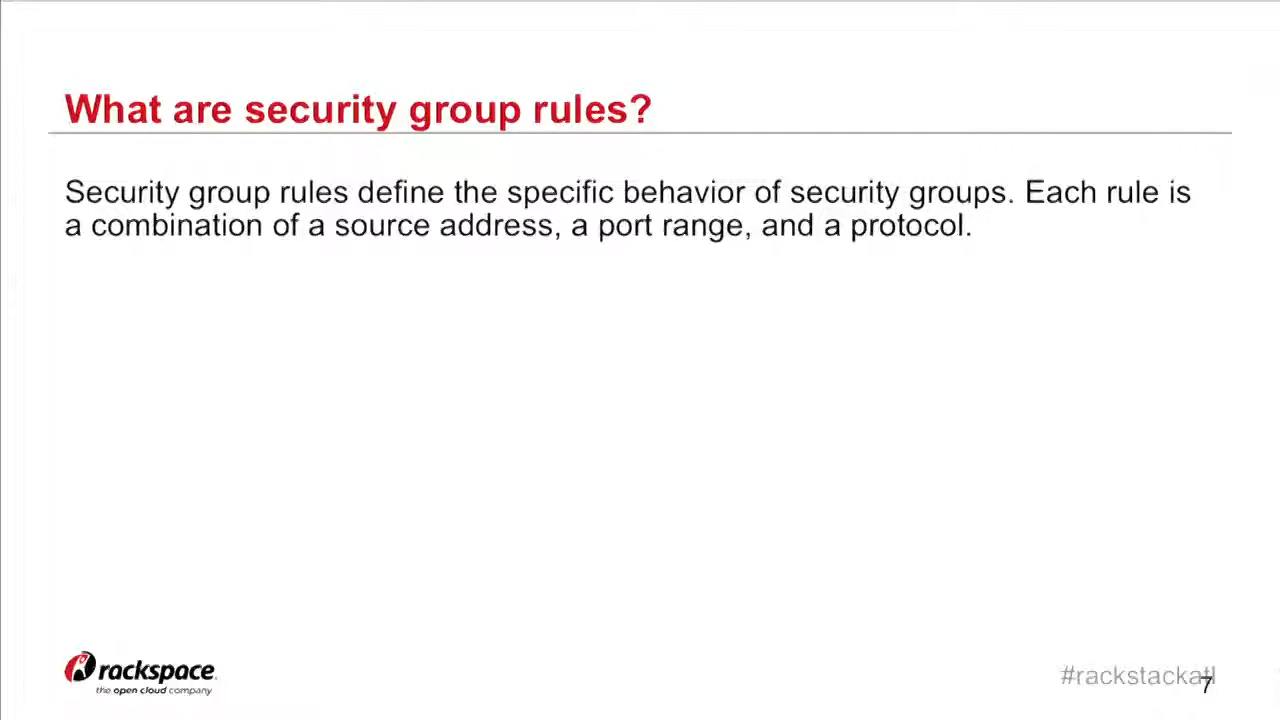 What are security group rules?
Security group rules define the specific behavior of security groups. Each rule is
a combination of a source address, a port range, and a protocol.
rackspace.
the open cloud company
#rackstackatl
7